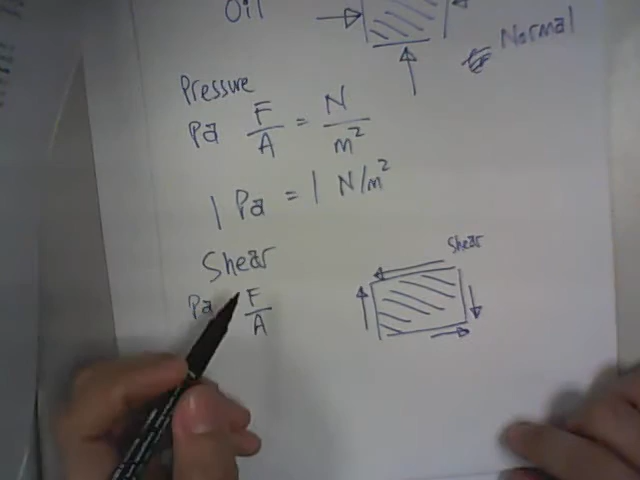 Oil
Normal
Pressure
Pa F/A = N/m²
1 Pa = 1 N/m²
Shear
Shear
Pa F/A